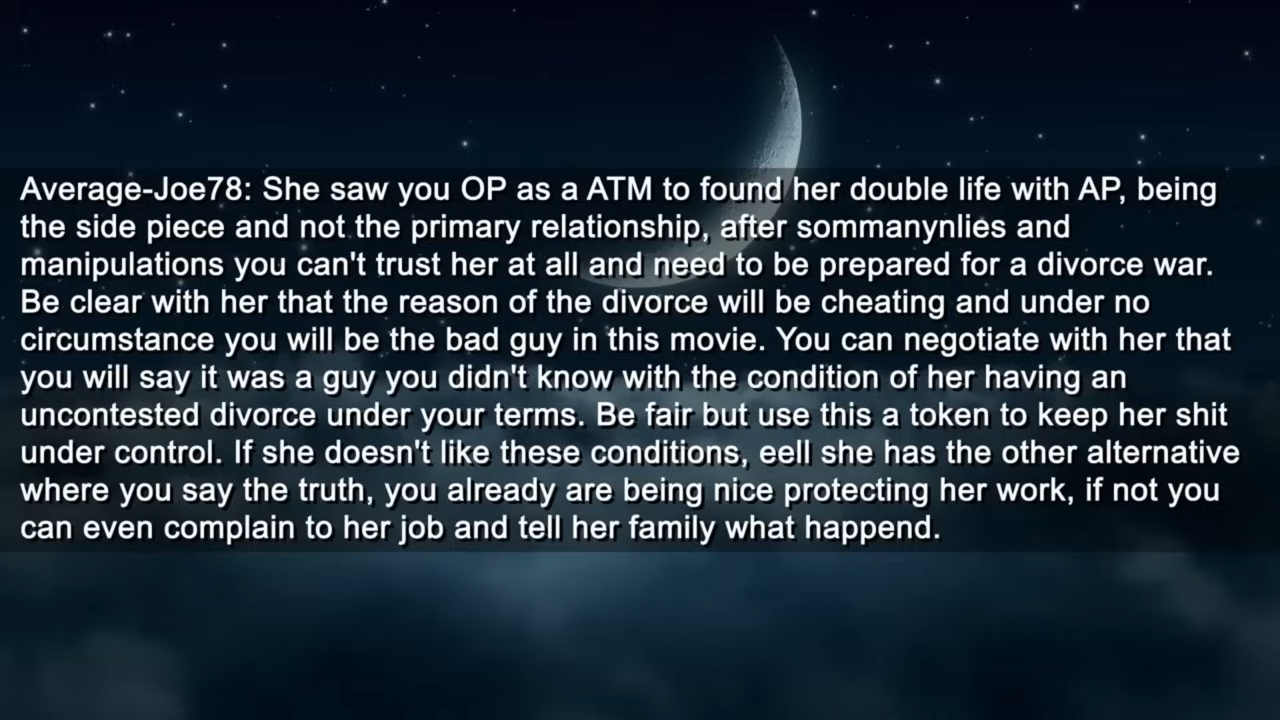 Average-Joe78: She saw you OP as a ATM to found her double life with AP, being
the side piece and not the primary relationship, after sommanynlies and
manipulations you can't trust her at all and need to be prepared for a divorce war.
Be clear with her that the reason of the divorce will be cheating and under no
circumstance you will be the bad guy in this movie. You can negotiate with her that
you will say it was a guy you didn't know with the condition of her having an
uncontested divorce under your terms. Be fair but use this a token to keep her shit
under control. If she doesn't like these conditions, eell she has the other alternative
where you say the truth, you already are being nice protecting her work, if not you
can even complain to her job and tell her family what happend.